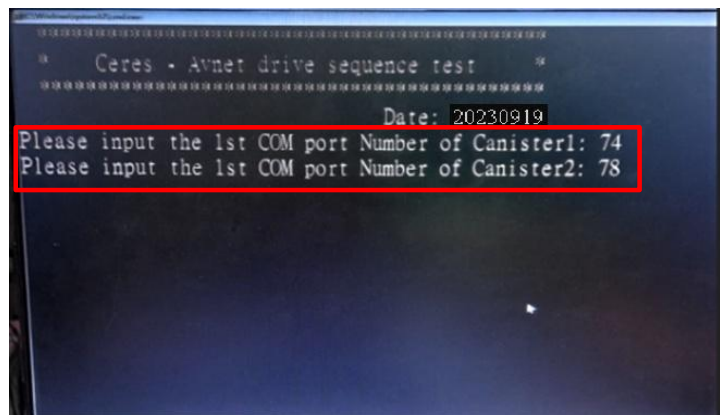 * Ceres - Avnet drive sequence test *
Date: 20230919
Please input the 1st COM port Number of Canister1: 74
Please input the 1st COM port Number of Canister2: 78